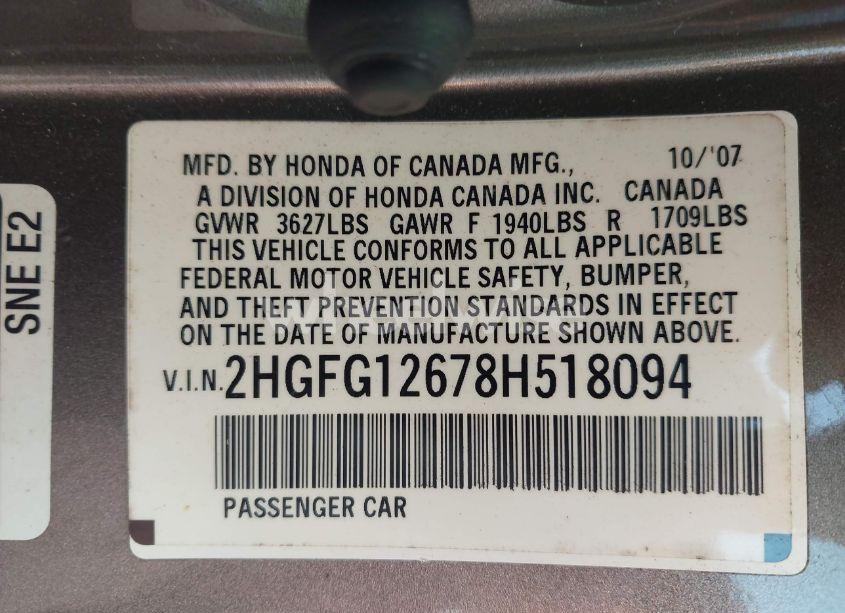 MFD. BY HONDA OF CANADA MFG., 10/'07
A DIVISION OF HONDA CANADA INC. CANADA
GVWR 3627LBS GAWR F 1940LBS R 1709LBS
THIS VEHICLE CONFORMS TO ALL APPLICABLE
FEDERAL MOTOR VEHICLE SAFETY, BUMPER,
AND THEFT PREVENTION STANDARDS IN EFFECT
ON THE DATE OF MANUFACTURE SHOWN ABOVE.
V.I.N. 2HGFG12678H518094
PASSENGER CAR
SNE E2